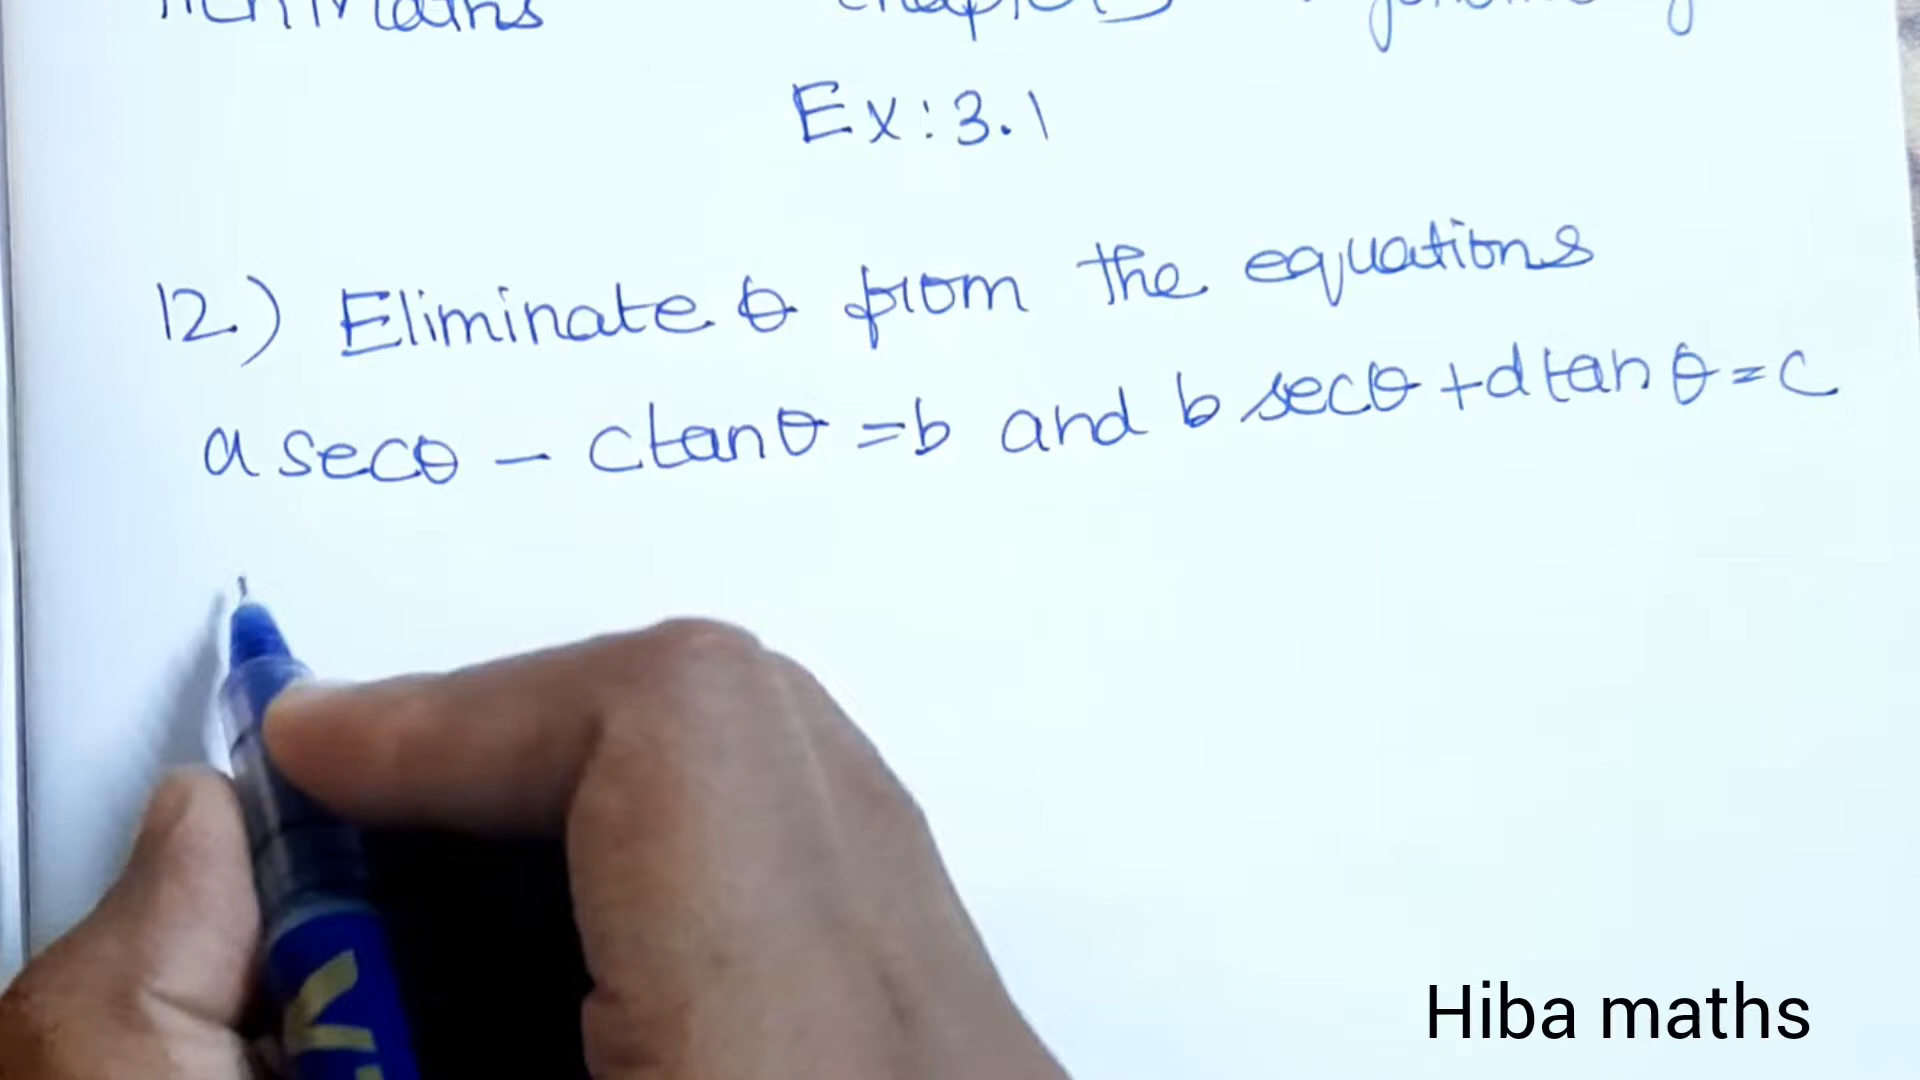 Ex: 3.1
12.) Eliminate θ from the equations
a secθ - c tanθ = b and b secθ + d tanθ = c
Hiba maths